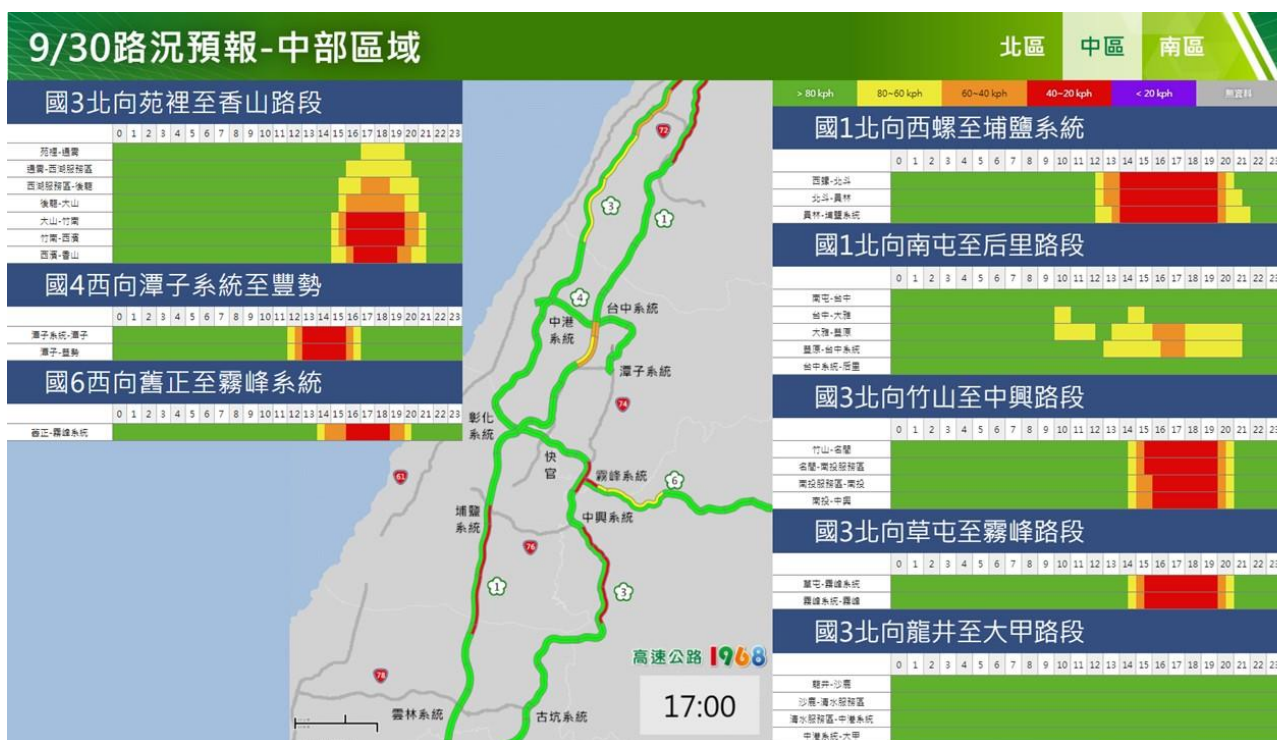 9/30路況預報-中部區域
北區 中區 南區
國3北向苑裡至香山路段
0 1 2 3 4 5 6 7 8 9 10 11 12 13 14 15 16 17 18 19 20 21 22 23
苑裡-通霄
通霄-西湖服務區
西湖服務區-後龍
後龍-大山
大山-竹南
竹南-西濱
西濱-香山
國4西向潭子系統至豐勢
0 1 2 3 4 5 6 7 8 9 10 11 12 13 14 15 16 17 18 19 20 21 22 23
潭子系統-潭子
潭子-豐勢
國6西向舊正至霧峰系統
0 1 2 3 4 5 6 7 8 9 10 11 12 13 14 15 16 17 18 19 20 21 22 23
舊正-霧峰系統
72
3
1
4
台中系統
中港
系統
潭子系統
74
彰化
系統
快
官
霧峰系統
6
61
埔鹽
系統
中興系統
76
1
3
高速公路 1968
78
雲林系統
古坑系統
17:00
> 80 kph 80~60 kph 60~40 kph 40~20 kph < 20 kph 無資料
國1北向西螺至埔鹽系統
0 1 2 3 4 5 6 7 8 9 10 11 12 13 14 15 16 17 18 19 20 21 22 23
西螺-北斗
北斗-員林
員林-埔鹽系統
國1北向南屯至后里路段
0 1 2 3 4 5 6 7 8 9 10 11 12 13 14 15 16 17 18 19 20 21 22 23
南屯-台中
台中-大雅
大雅-豐原
豐原-台中系統
台中系統-后里
國3北向竹山至中興路段
0 1 2 3 4 5 6 7 8 9 10 11 12 13 14 15 16 17 18 19 20 21 22 23
竹山-名間
名間-南投服務區
南投服務區-南投
南投-中興
國3北向草屯至霧峰路段
0 1 2 3 4 5 6 7 8 9 10 11 12 13 14 15 16 17 18 19 20 21 22 23
草屯-霧峰系統
霧峰系統-霧峰
國3北向龍井至大甲路段
0 1 2 3 4 5 6 7 8 9 10 11 12 13 14 15 16 17 18 19 20 21 22 23
龍井-沙鹿
沙鹿-清水服務區
清水服務區-中港系統
中港系統-大甲